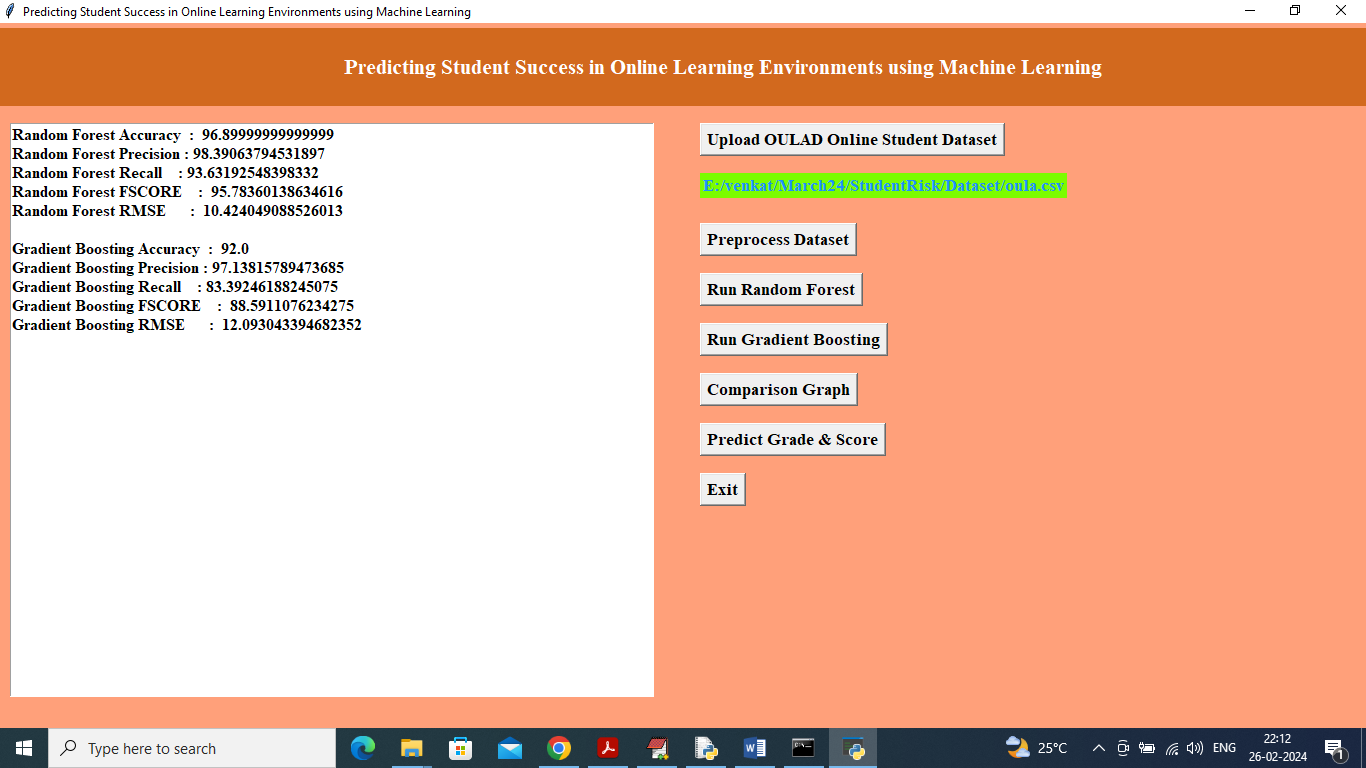 Predicting Student Success in Online Learning Environments using Machine Learning
Predicting Student Success in Online Learning Environments using Machine Learning
Random Forest Accuracy : 96.89999999999999
Random Forest Precision : 98.39063794531897
Random Forest Recall : 93.63192548398332
Random Forest FSCORE : 95.78360138634616
Random Forest RMSE : 10.424049088526013
Gradient Boosting Accuracy : 92.0
Gradient Boosting Precision : 97.13815789473685
Gradient Boosting Recall : 83.39246188245075
Gradient Boosting FSCORE : 88.5911076234275
Gradient Boosting RMSE : 12.093043394682352
Upload OULAD Online Student Dataset
E:/venkat/March24/StudentRisk/Dataset/oula.csv
Preprocess Dataset
Run Random Forest
Run Gradient Boosting
Comparison Graph
Predict Grade & Score
Exit
Type here to search
25°C
ENG
22:12
26-02-2024
1